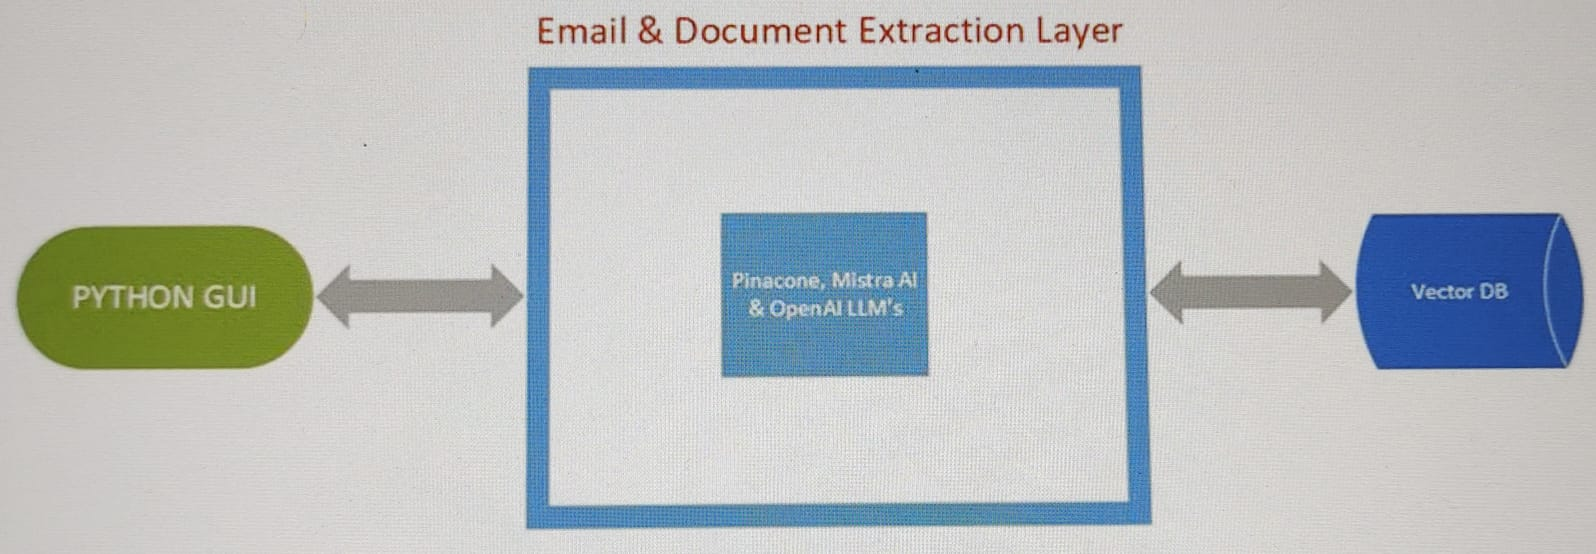 Email & Document Extraction Layer
PYTHON GUI
Pinacone, Mistra AI
& OpenAI LLM's
Vector DB